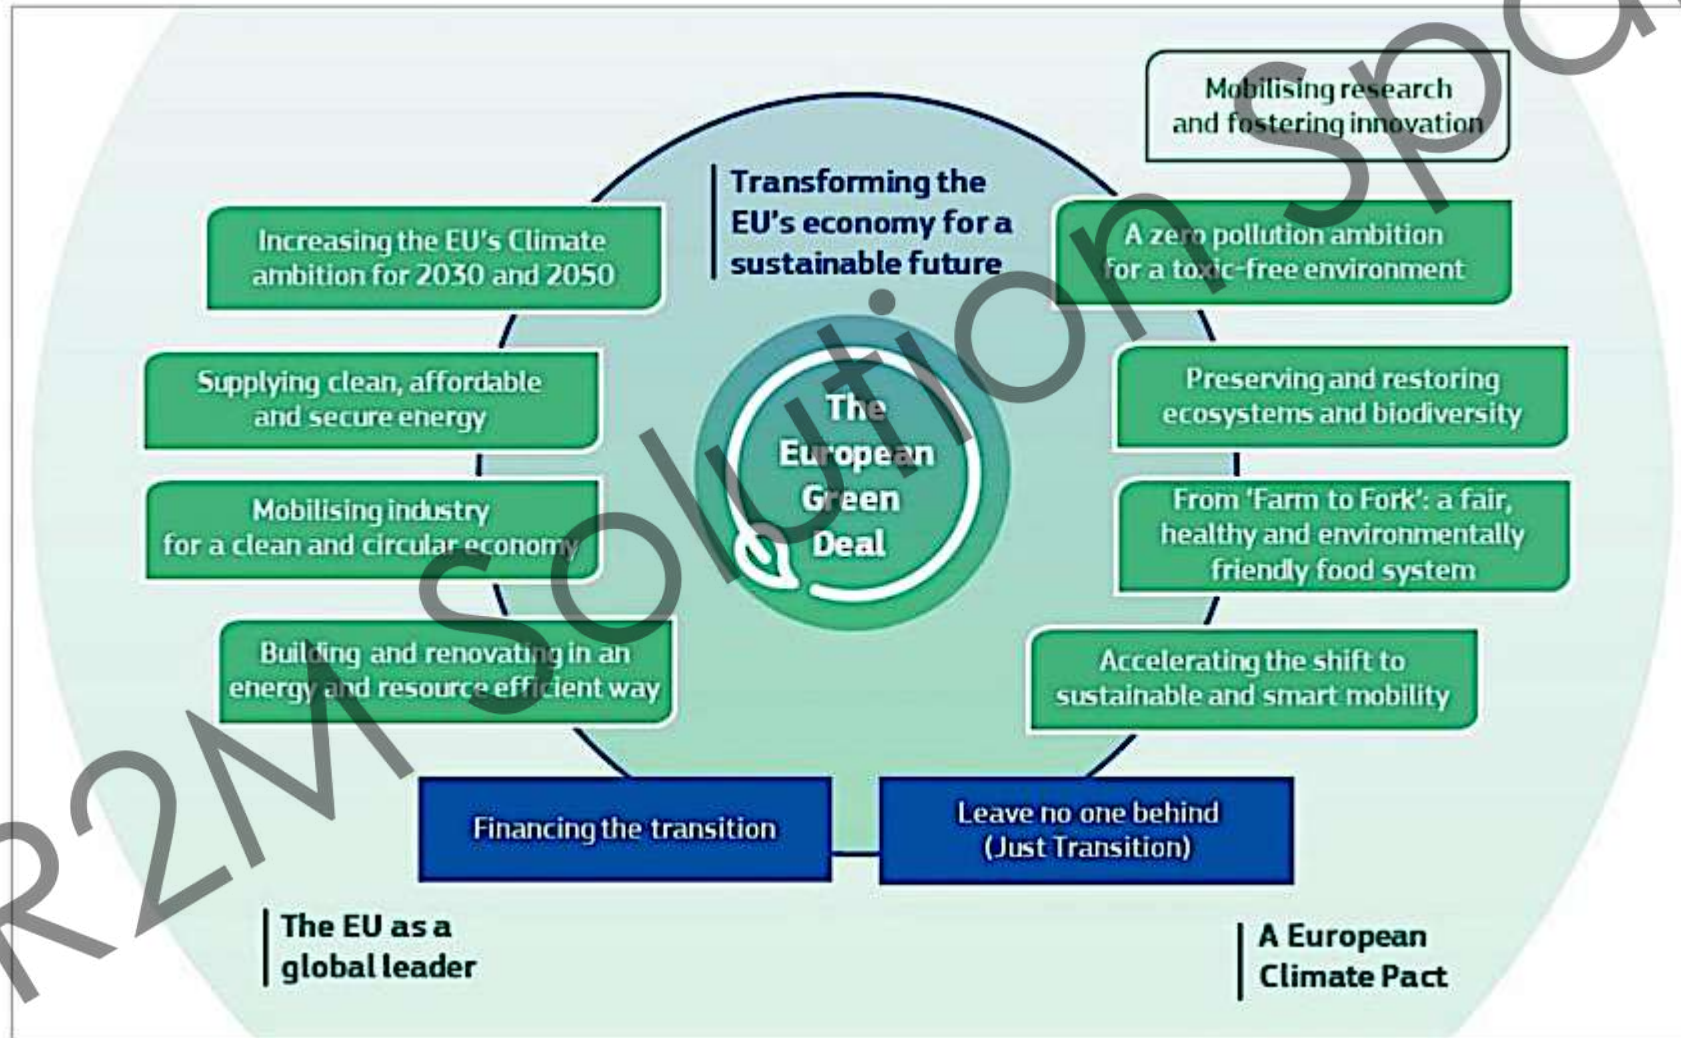 Mobilising research
and fostering innovation
Transforming the
EU's economy for a
sustainable future
Increasing the EU's Climate
ambition for 2030 and 2050
A zero pollution ambition
for a toxic-free environment
Supplying clean, affordable
and secure energy
Preserving and restoring
ecosystems and biodiversity
The
European
Green
Deal
Mobilising industry
for a clean and circular economy
From 'Farm to Fork': a fair,
healthy and environmentally
friendly food system
Building and renovating in an
energy and resource efficient way
Accelerating the shift to
sustainable and smart mobility
Financing the transition
Leave no one behind
(Just Transition)
The EU as a
global leader
A European
Climate Pact
R2M Solution